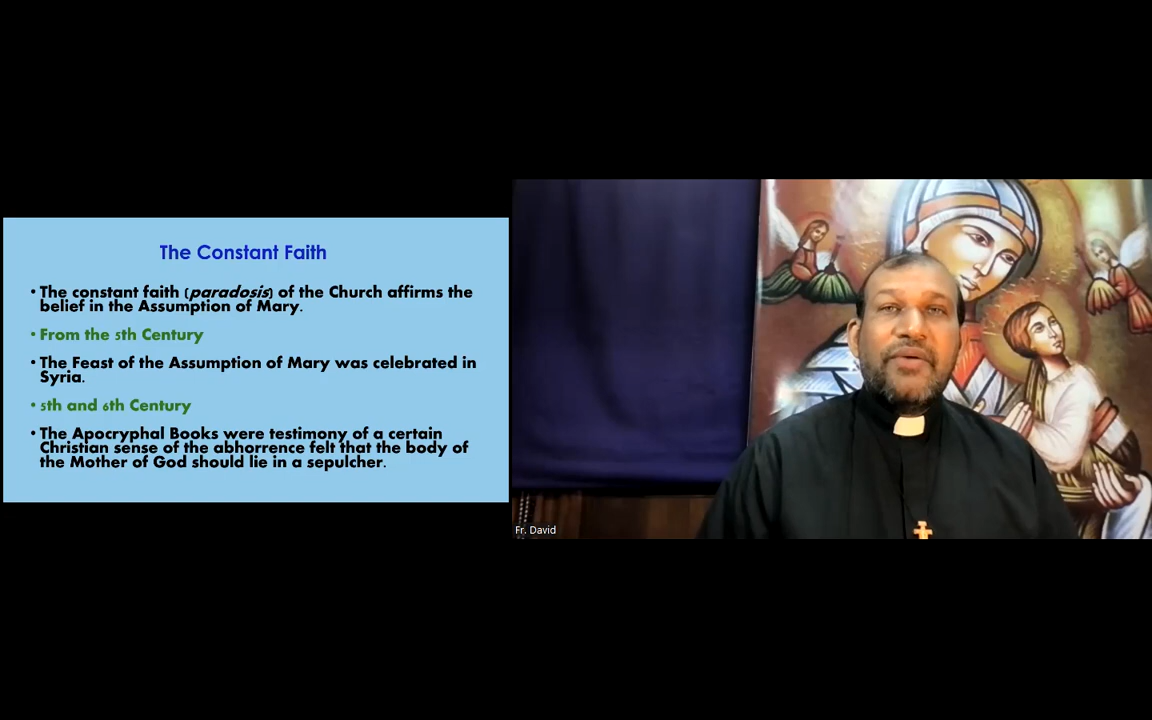 The Constant Faith
• The constant faith (paradosis) of the Church affirms the
belief in the Assumption of Mary.
• From the 5th Century
• The Feast of the Assumption of Mary was celebrated in
Syria.
• 5th and 6th Century
• The Apocryphal Books were testimony of a certain
Christian sense of the abhorrence felt that the body of
the Mother of God should lie in a sepulcher.
Fr. David